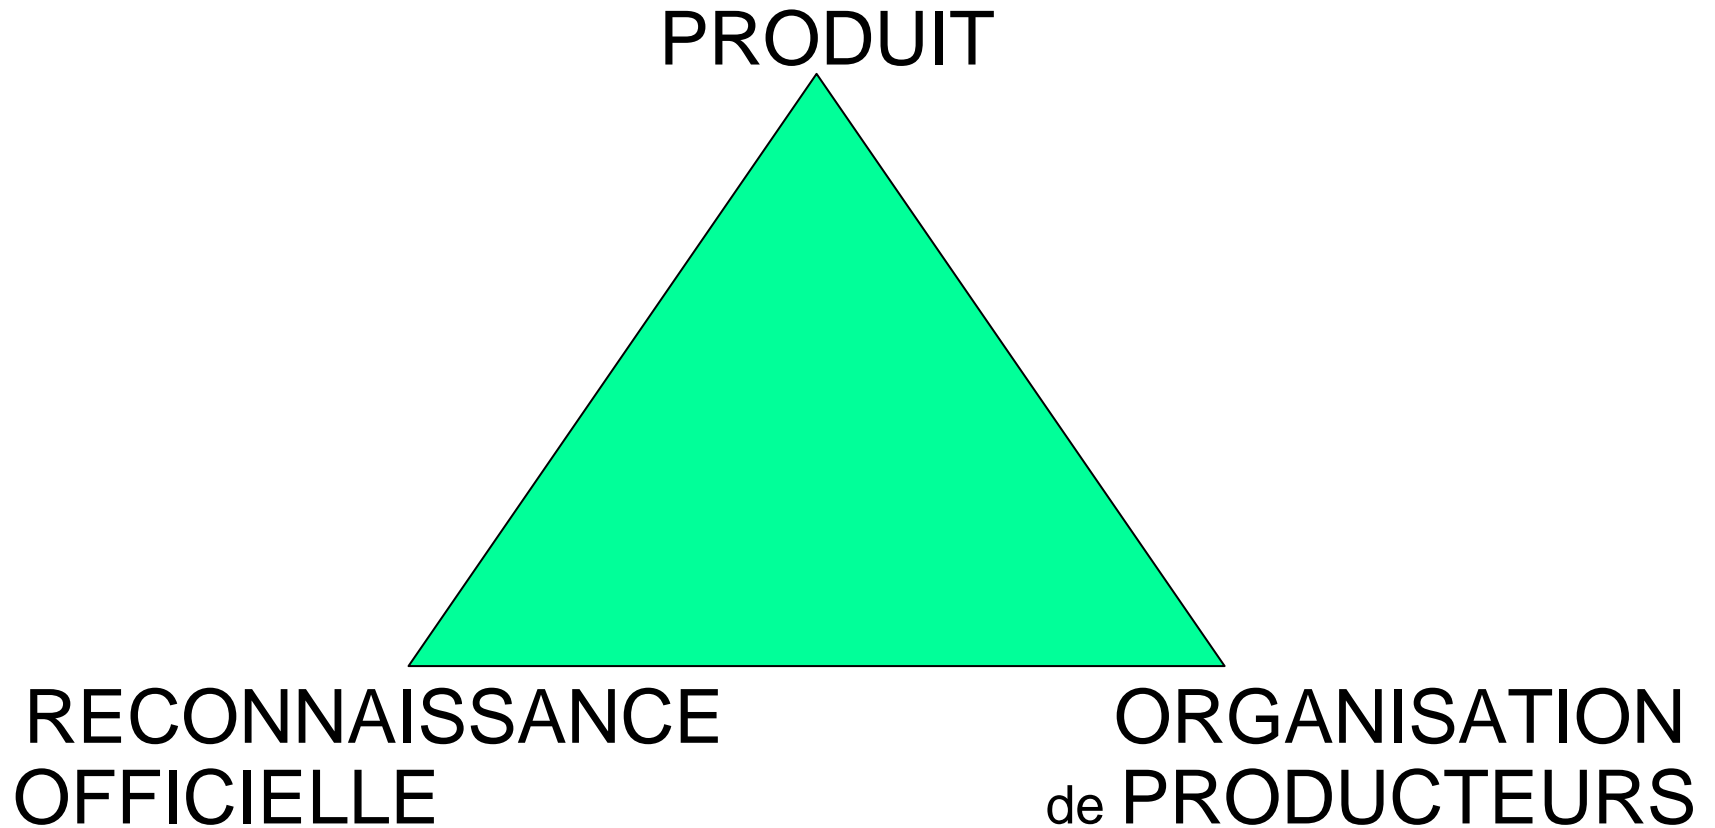 PRODUIT
RECONNAISSANCE
OFFICIELLE
ORGANISATION
de PRODUCTEURS